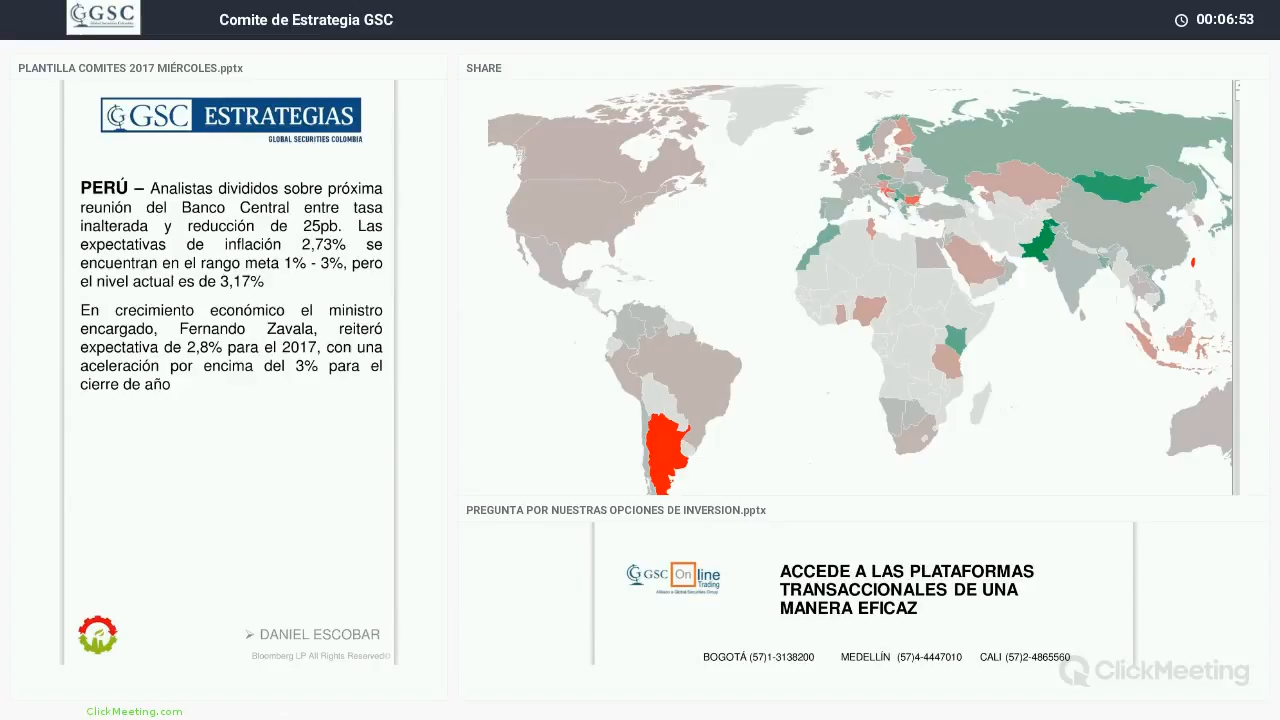 GSC
Comite de Estrategia GSC
00:06:53
PLANTILLA COMITES 2017 MIÉRCOLES.pptx
GSC ESTRATEGIAS
GLOBAL SECURITIES COLOMBIA
PERÚ – Analistas divididos sobre próxima
reunión del Banco Central entre tasa
inalterada y reducción de 25pb. Las
expectativas de inflación 2,73% se
encuentran en el rango meta 1% - 3%, pero
el nivel actual es de 3,17%
En crecimiento económico el ministro
encargado, Fernando Zavala, reiteró
expectativa de 2,8% para el 2017, con una
aceleración por encima del 3% para el
cierre de año
➢ DANIEL ESCOBAR
Bloomberg LP All Rights Reserved©
SHARE
PREGUNTA POR NUESTRAS OPCIONES DE INVERSION.pptx
GSC Online
Trading
ACCEDE A LAS PLATAFORMAS
TRANSACCIONALES DE UNA
MANERA EFICAZ
BOGOTÁ (57)1-3138200 MEDELLÍN (57)4-4447010 CALI (57)2-4865560
ClickMeeting
ClickMeeting.com